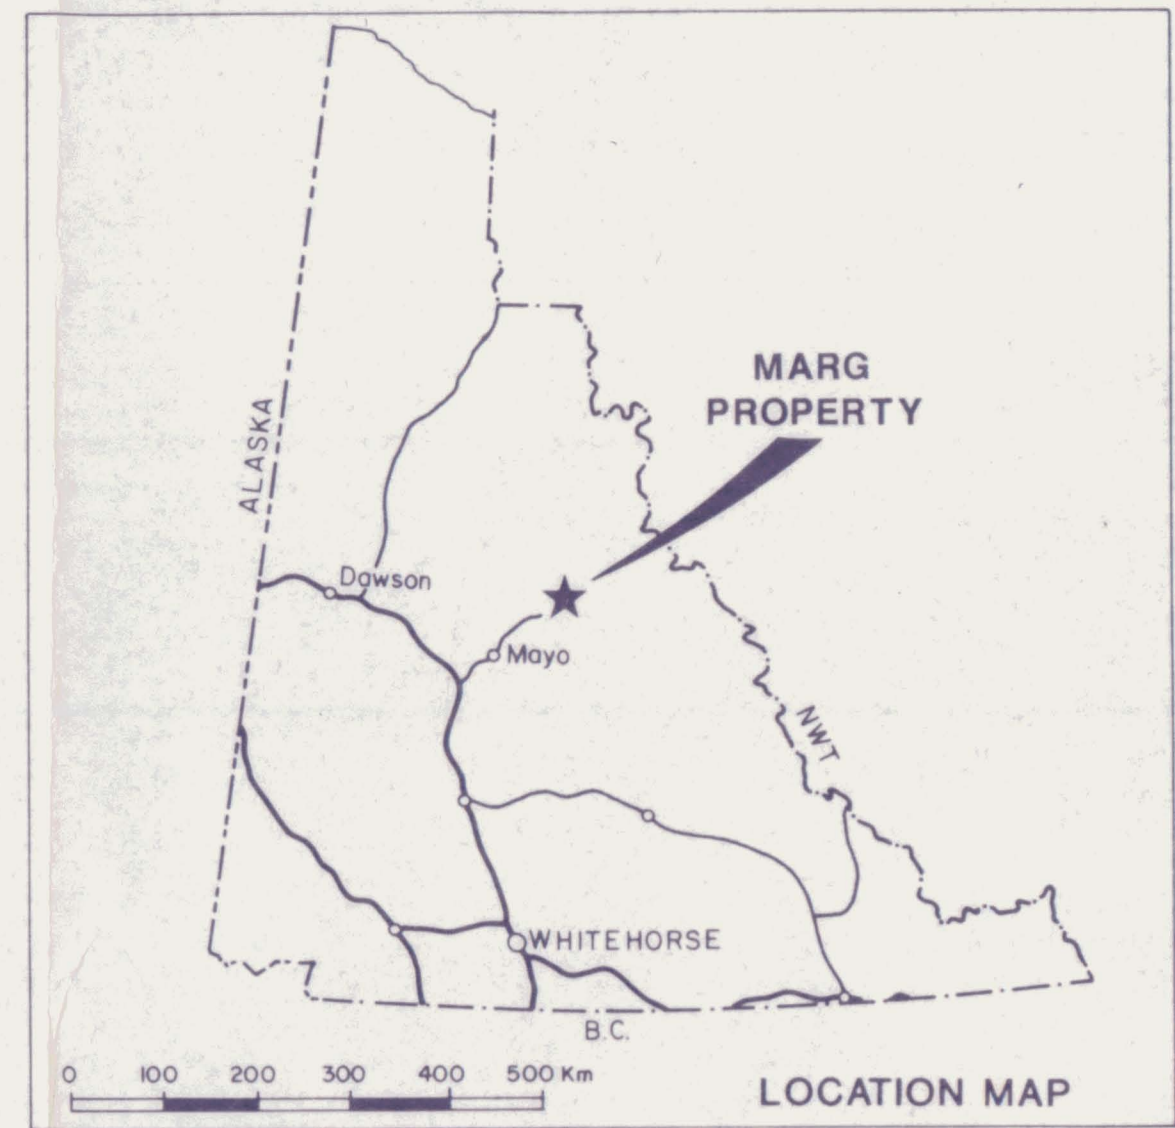 MARG
PROPERTY
ALASKA
Dawson
Mayo
NWT
WHITEHORSE
B.C.
0 100 200 300 400 500 Km
LOCATION MAP